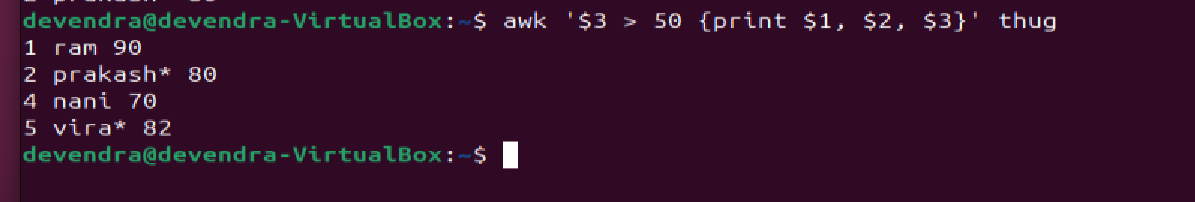 devendra@devendra-VirtualBox:~$ awk '$3 > 50 {print $1, $2, $3}' thug
1 ram 90
2 prakash* 80
4 nani 70
5 vira* 82
devendra@devendra-VirtualBox:~$